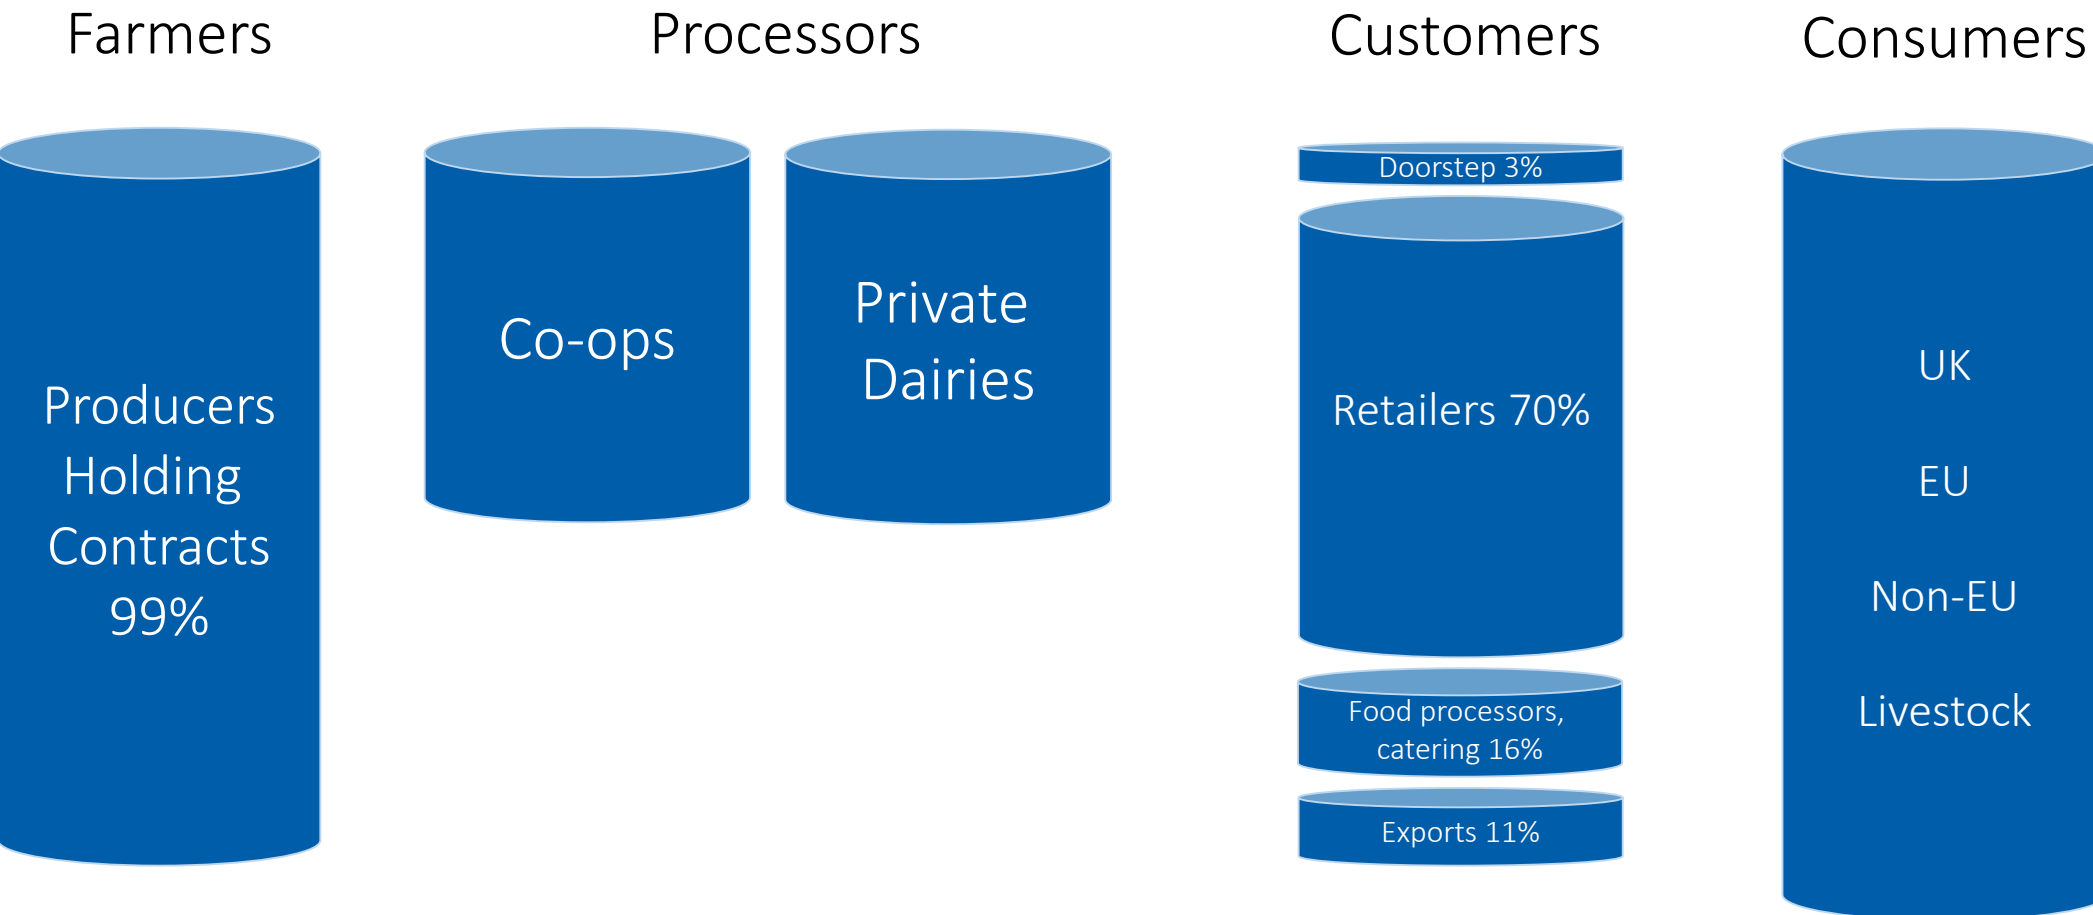 Farmers
Processors
Customers
Consumers
Producers
Holding
Contracts
99%
Co-ops
Private
Dairies
Doorstep 3%
Retailers 70%
Food processors,
catering 16%
Exports 11%
UK
EU
Non-EU
Livestock